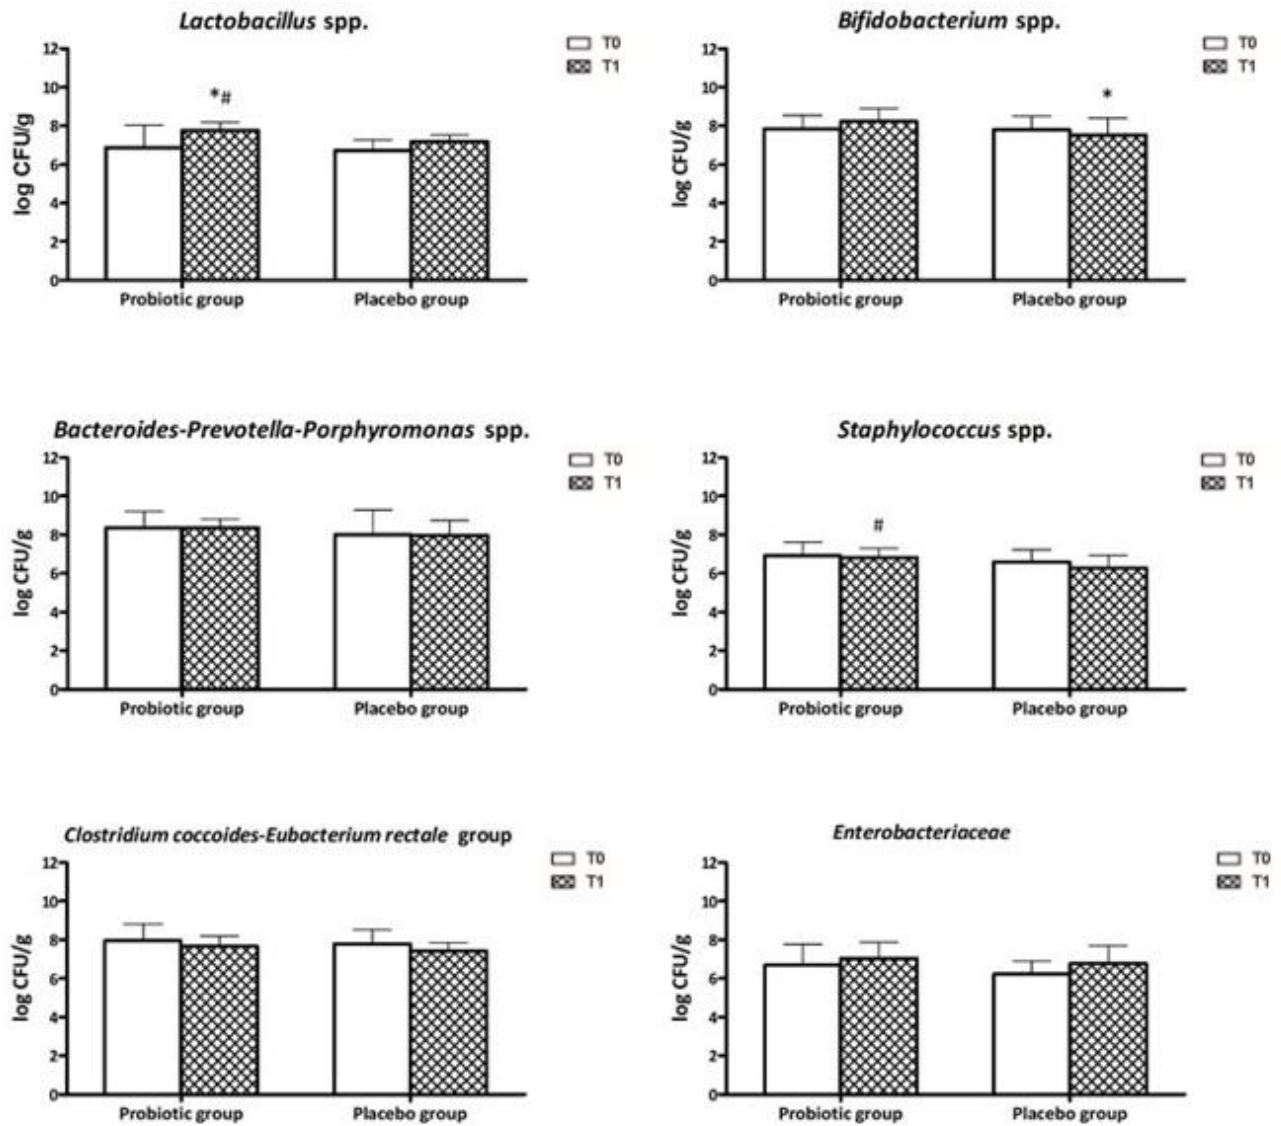 Lactobacillus spp.
T0
T1
12
10
8
6
4
2
0
log CFU/g
*#
Probiotic group
Placebo group
Bifidobacterium spp.
T0
T1
12
10
8
6
4
2
0
log CFU/g
*
Probiotic group
Placebo group
Bacteroides-Prevotella-Porphyromonas spp.
T0
T1
12
10
8
6
4
2
0
log CFU/g
Probiotic group
Placebo group
Staphylococcus spp.
T0
T1
12
10
8
6
4
2
0
log CFU/g
#
Probiotic group
Placebo group
Clostridium coccoides-Eubacterium rectale group
T0
T1
12
10
8
6
4
2
0
log CFU/g
Probiotic group
Placebo group
Enterobacteriaceae
T0
T1
12
10
8
6
4
2
0
log CFU/g
Probiotic group
Placebo group